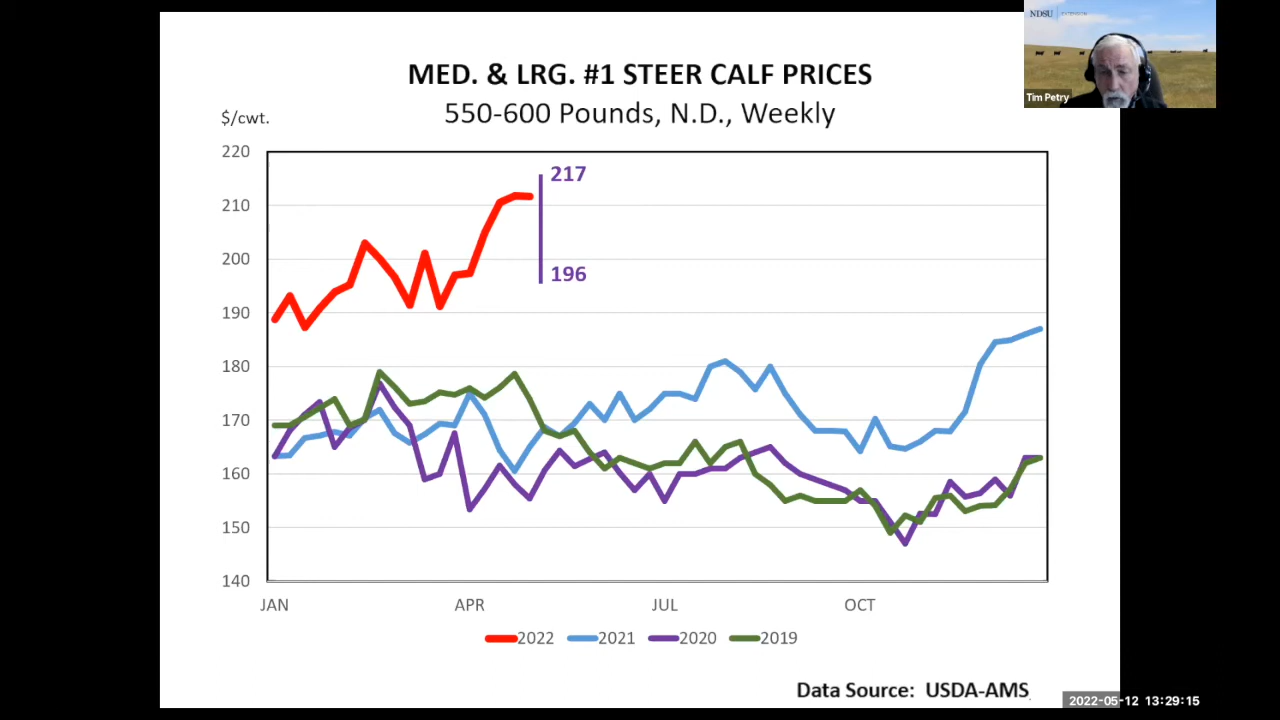 NDSU EXTENSION
Tim Petry
MED. & LRG. #1 STEER CALF PRICES
550-600 Pounds, N.D., Weekly
$/cwt.
220
210
200
190
180
170
160
150
140
217
196
JAN APR JUL OCT
2022 2021 2020 2019
Data Source: USDA-AMS
2022-05-12 13:29:15